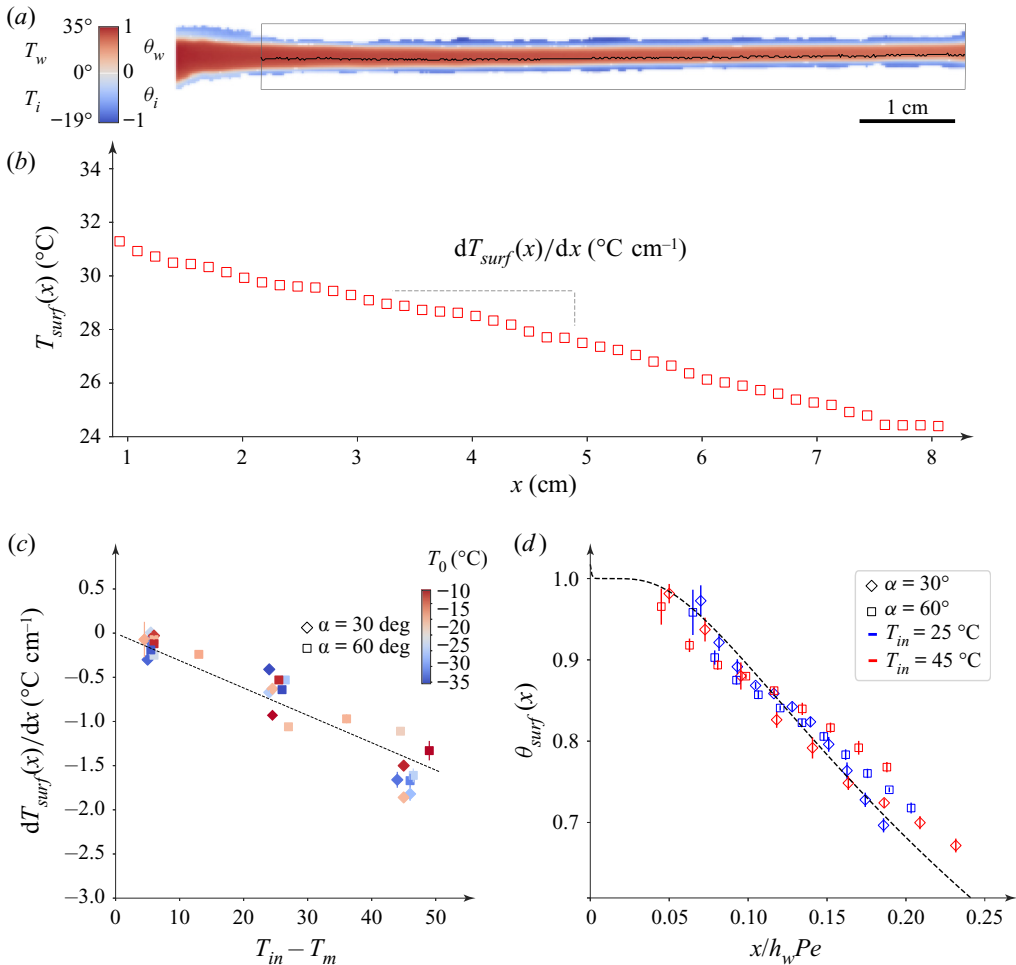 (a)
35°
1
T_w
θ_w
0°
0
T_i
θ_i
−19°
−1
1 cm
(b)
34
32
30
28
26
24
T_surf(x) (°C)
dT_surf(x)/dx (°C cm⁻¹)
1 2 3 4 5 6 7 8
x (cm)
(c)
0.5
0
−0.5
−1.0
−1.5
−2.0
−2.5
−3.0
dT_surf(x)/dx (°C cm⁻¹)
T_0 (°C)
−10
−15
−20
−25
−30
−35
α = 30 deg
α = 60 deg
0 10 20 30 40 50
T_in − T_m
(d)
1.0
0.9
0.8
0.7
θ_surf(x)
α = 30°
α = 60°
T_in = 25 °C
T_in = 45 °C
0 0.05 0.10 0.15 0.20 0.25
x/h_wPe